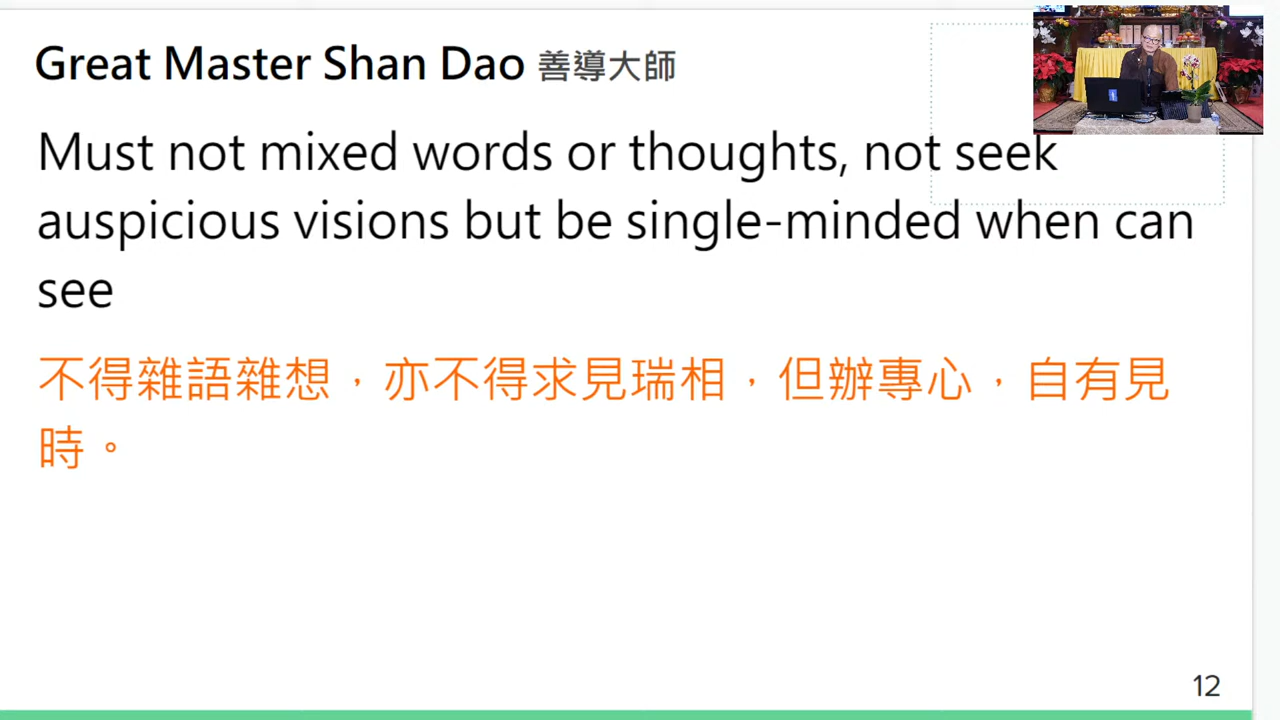 Great Master Shan Dao 善導大師
Must not mixed words or thoughts, not seek
auspicious visions but be single-minded when can
see
不得雜語雜想，亦不得求見瑞相，但辦專心，自有見
時。
12